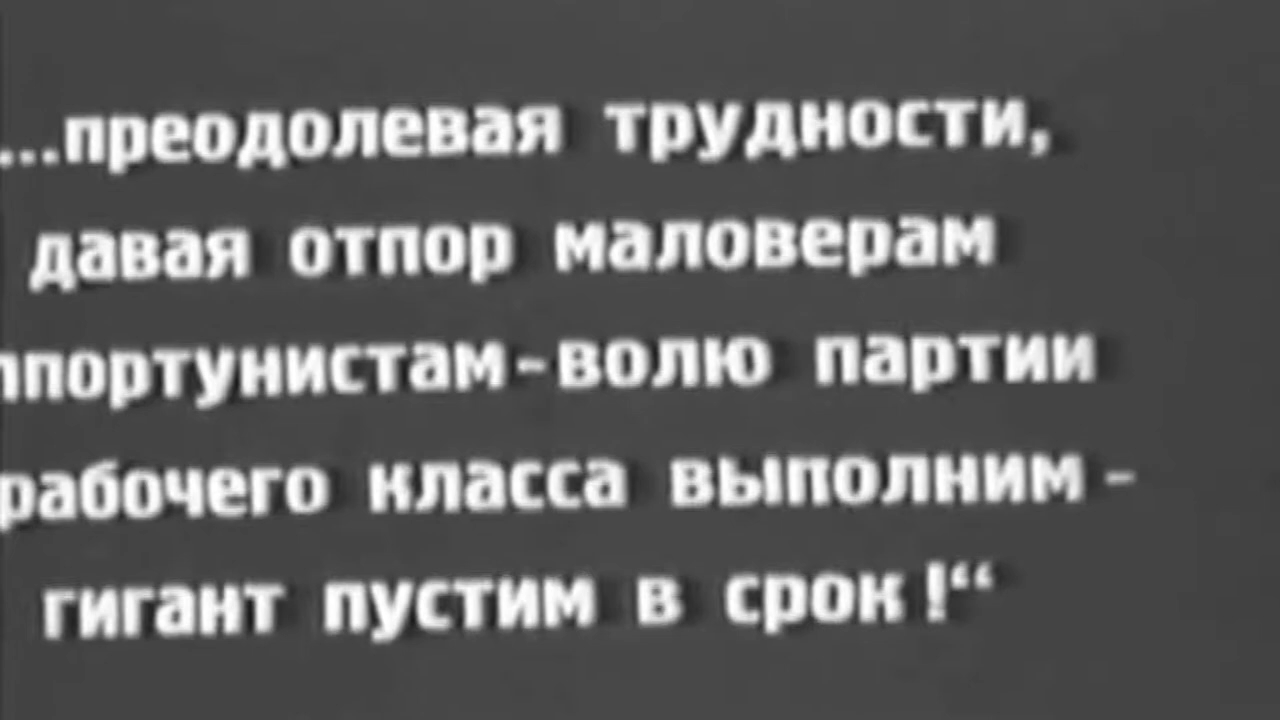 ...преодолевая трудности,
давая отпор маловерам
ппортунистам-волю партии
рабочего класса выполним -
гигант пустим в срок!“